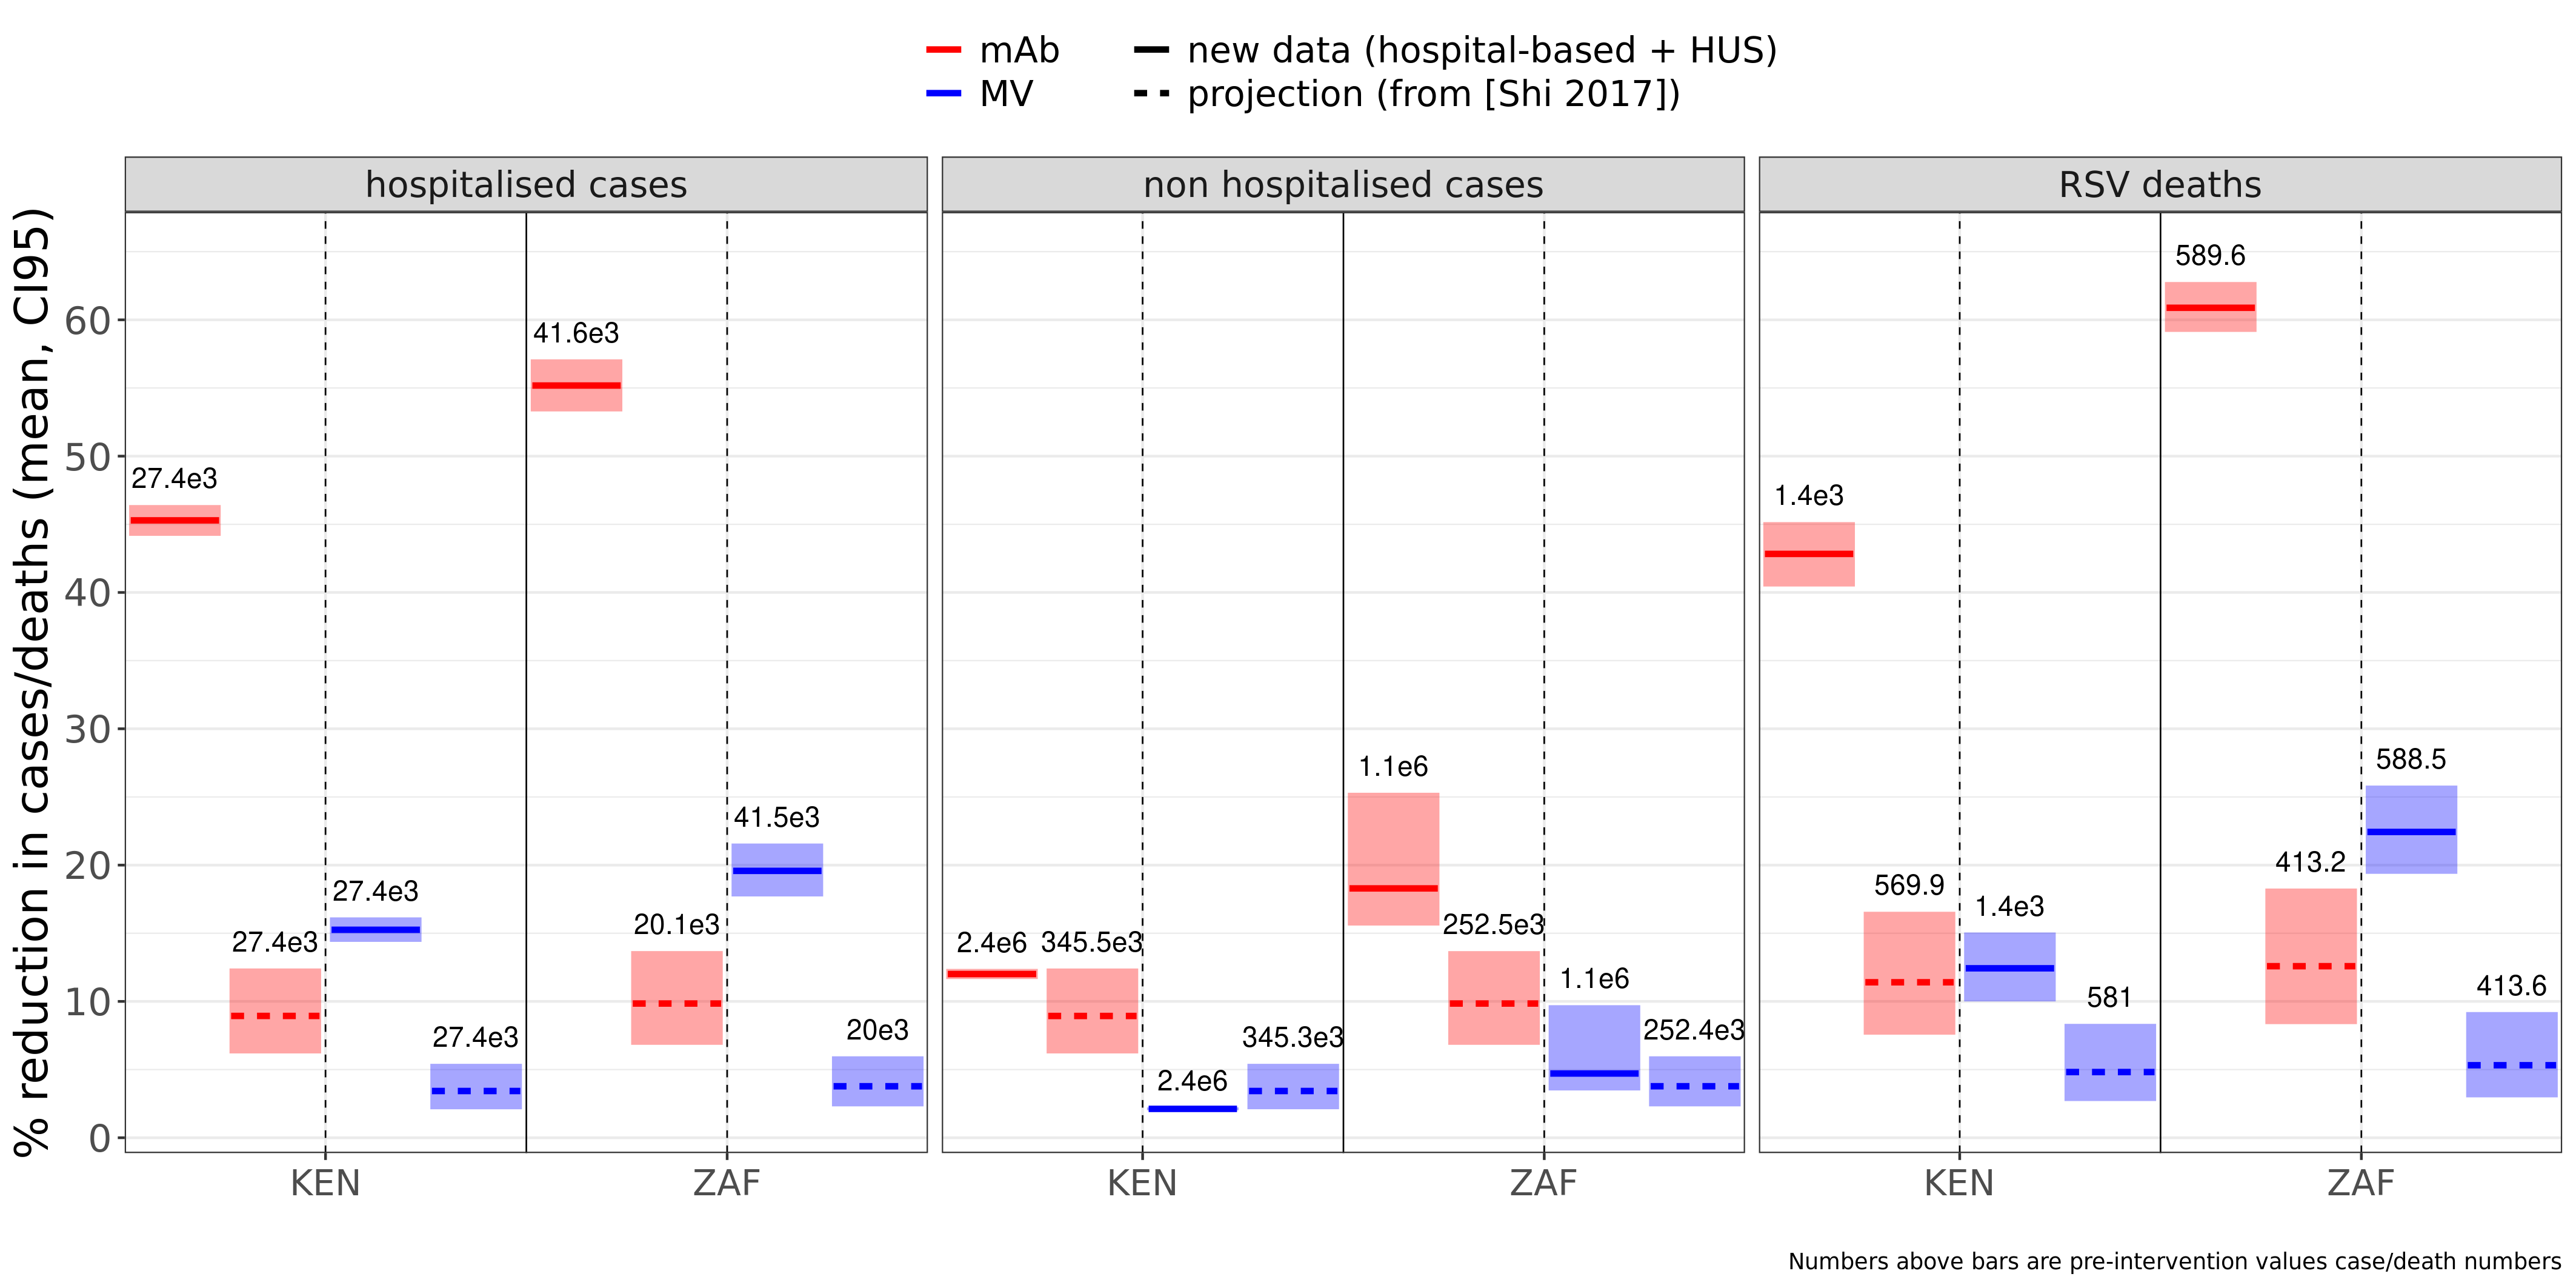 mAb
MV
new data (hospital-based + HUS)
projection (from [Shi 2017])
hospitalised cases
non hospitalised cases
RSV deaths
% reduction in cases/deaths (mean, CI95)
60
50
40
30
20
10
0
27.4e3
27.4e3
27.4e3
27.4e3
41.6e3
20.1e3
41.5e3
20e3
2.4e6
345.5e3
2.4e6
345.3e3
1.1e6
252.5e3
1.1e6
252.4e3
1.4e3
569.9
1.4e3
581
589.6
413.2
588.5
413.6
KEN
ZAF
KEN
ZAF
KEN
ZAF
Numbers above bars are pre-intervention values case/death numbers